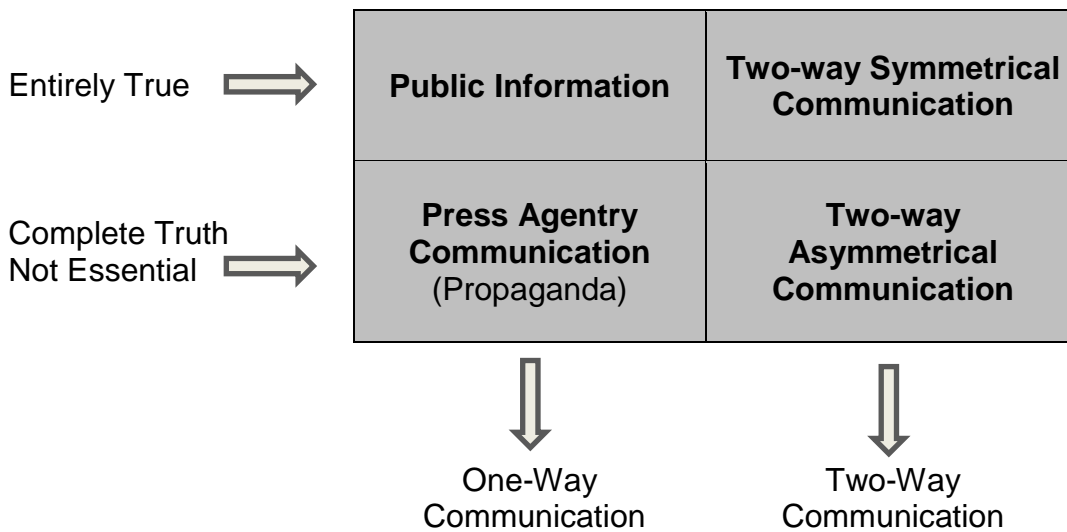 Entirely True
Public Information
Two-way Symmetrical
Communication
Complete Truth
Not Essential
Press Agentry
Communication
(Propaganda)
Two-way
Asymmetrical
Communication
One-Way
Communication
Two-Way
Communication